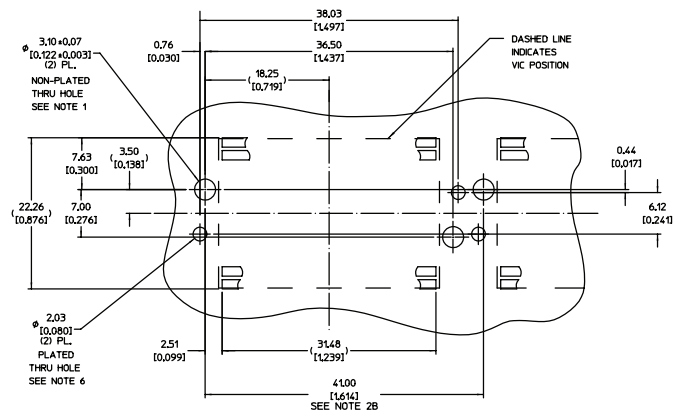 38.03
[1.497]
36.50
[1.437]
0.76
[0.030]
(18.25)
[0.719]
ø 3.10±0.07
[0.122±0.003]
(2) PL.
NON-PLATED
THRU HOLE
SEE NOTE 1
DASHED LINE
INDICATES
VIC POSITION
7.63
[0.300]
(3.50)
[0.138]
0.44
[0.017]
(22.26)
[0.876]
7.00
[0.276]
6.12
[0.241]
ø 2.03
[0.080]
(2) PL.
PLATED
THRU HOLE
SEE NOTE 6
2.51
[0.099]
(31.48)
[1.239]
41.00
[1.614]
SEE NOTE 2B